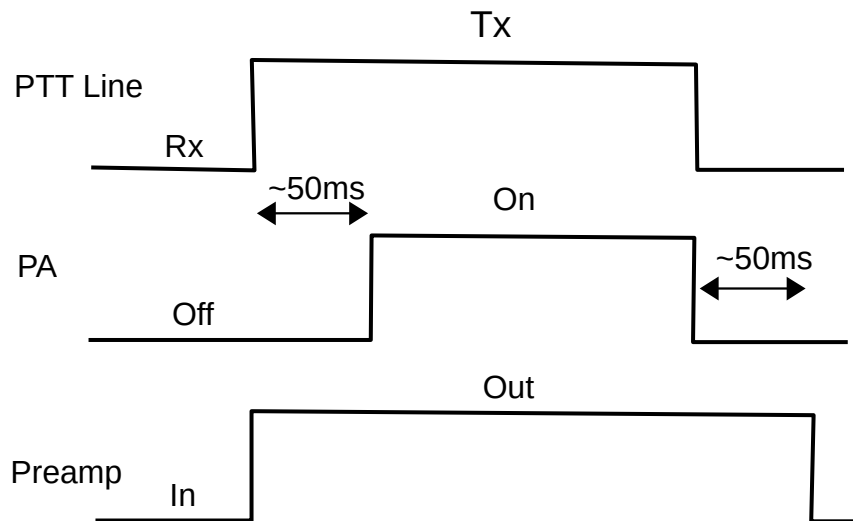 Tx
PTT Line
Rx
~50ms
On
PA
~50ms
Off
Out
Preamp
In